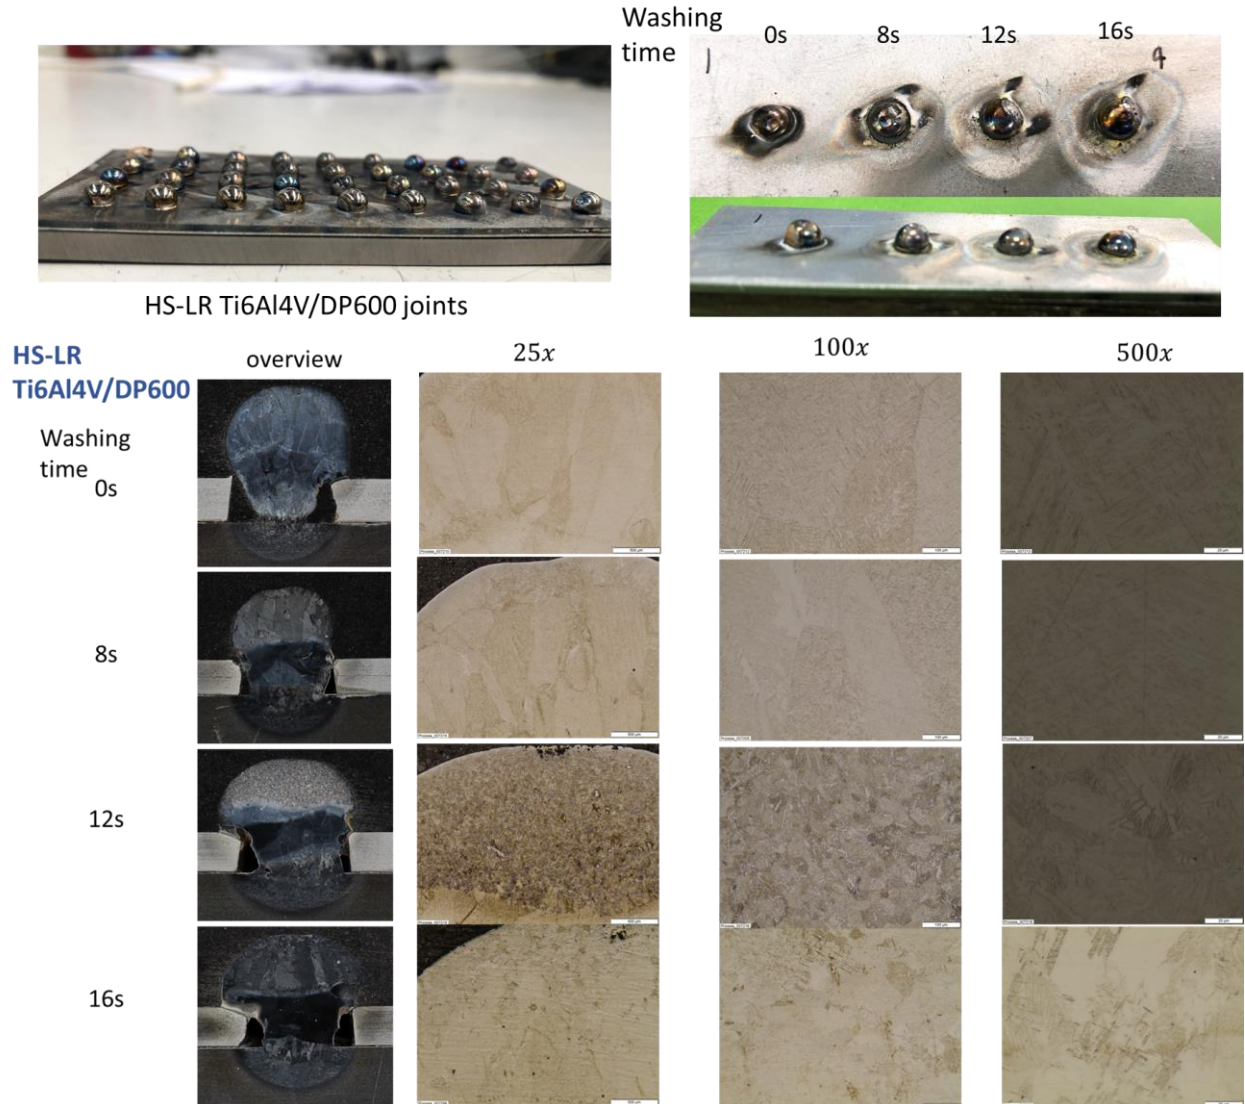 Washing
time
0s
8s
12s
16s
HS-LR Ti6Al4V/DP600 joints
HS-LR
Ti6Al4V/DP600
overview
25x
100x
500x
Washing
time
0s
8s
12s
16s